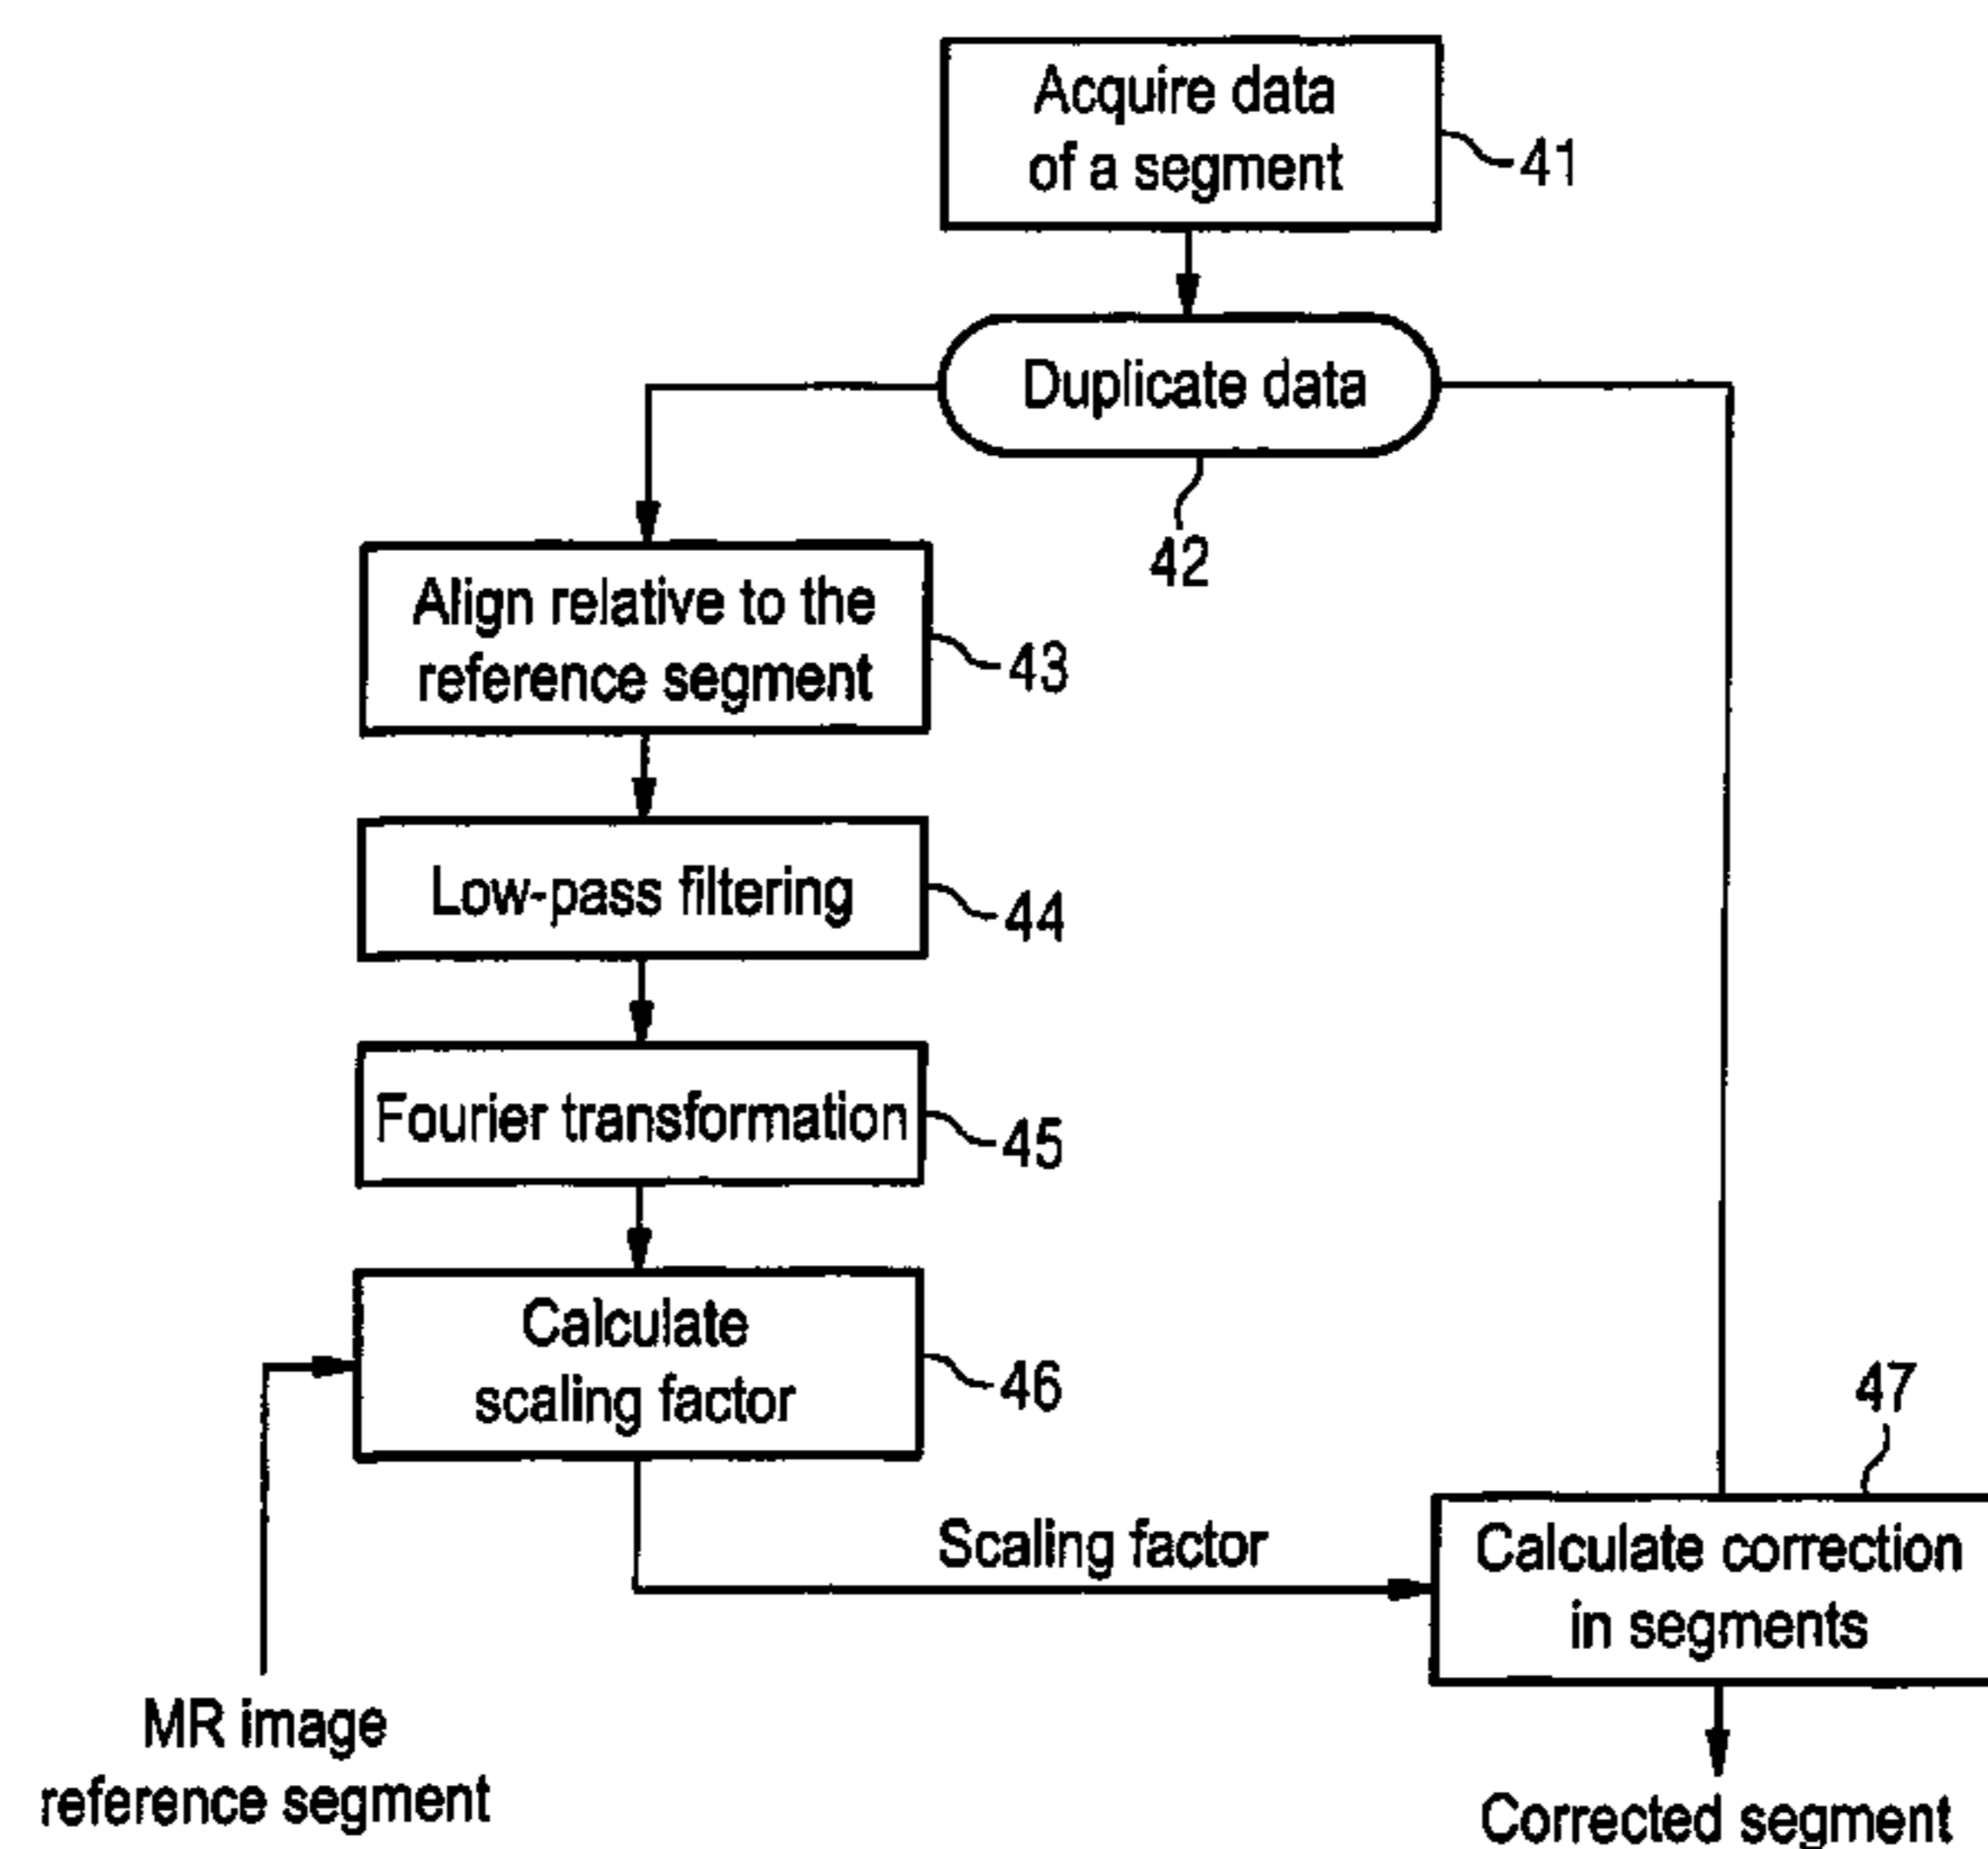 Acquire data
of a segment
41
Duplicate data
42
Align relative to the
reference segment
43
Low-pass filtering
44
Fourier transformation
45
Calculate
scaling factor
46
47
Scaling factor
Calculate correction
in segments
MR image
reference segment
Corrected segment